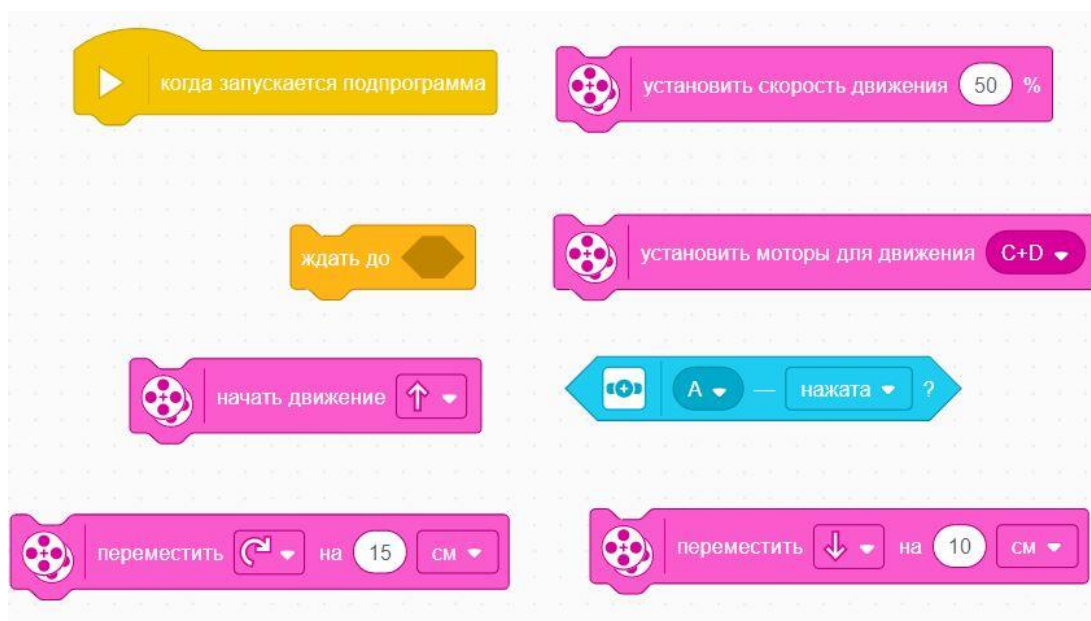 когда запускается подпрограмма
установить скорость движения 50 %
ждать до
установить моторы для движения C+D
начать движение
A — нажата ?
переместить на 15 см
переместить на 10 см